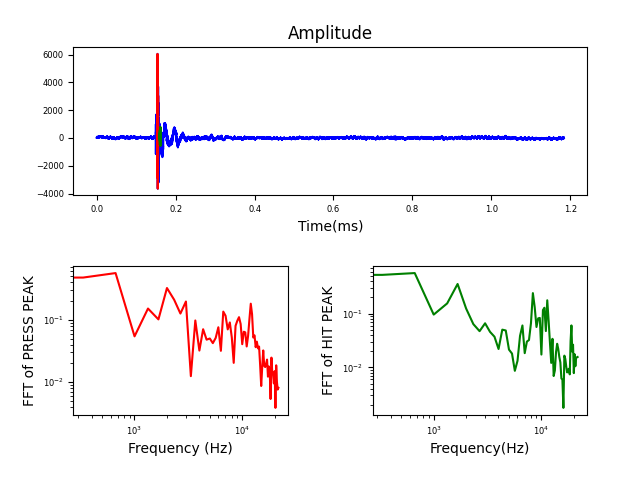 Amplitude
6000
4000
2000
0
−2000
−4000
0.0 0.2 0.4 0.6 0.8 1.0 1.2
Time(ms)
FFT of PRESS PEAK
10⁻¹
10⁻²
10³ 10⁴
Frequency (Hz)
FFT of HIT PEAK
10⁻¹
10⁻²
10³ 10⁴
Frequency(Hz)